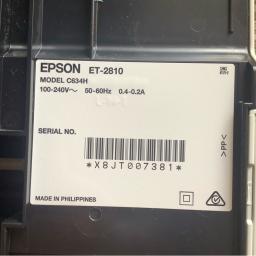 EPSON ET-2810
MODEL C634H
100-240V~ 50-60Hz 0.4-0.2A
SERIAL NO.
*X8JT007381*
>PP<
MADE IN PHILIPPINES